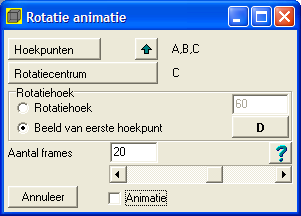 Rotatie animatie
Hoekpunten A,B,C
Rotatiecentrum C
Rotatiehoek
Rotatiehoek 60
Beeld van eerste hoekpunt D
Aantal frames 20 ?
Annuleer Animatie